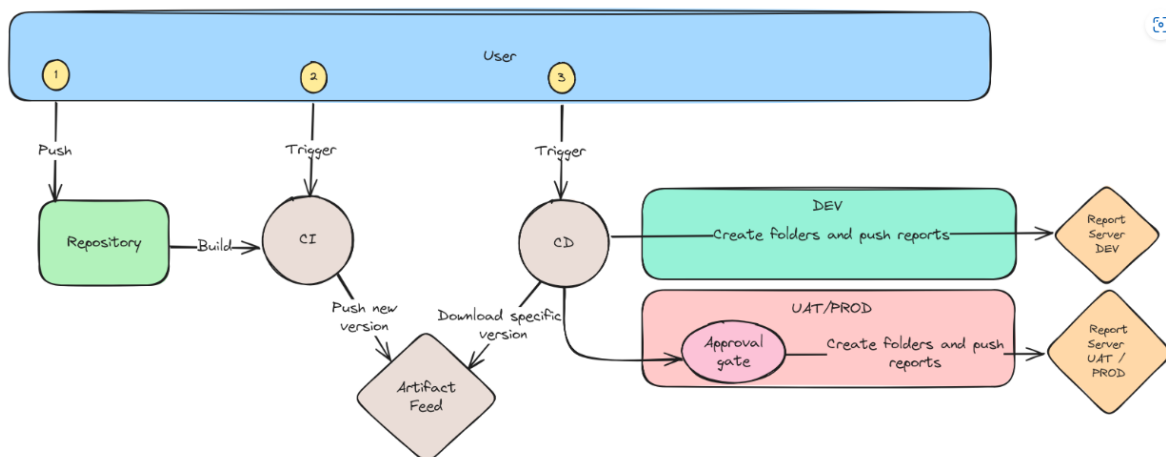 User
1
2
3
Push
Trigger
Trigger
Repository
Build
CI
CD
DEV
Create folders and push reports
Report
Server
DEV
Push new
version
Download specific
version
UAT/PROD
Approval
gate
Create folders and push
reports
Report
Server
UAT /
PROD
Artifact
Feed